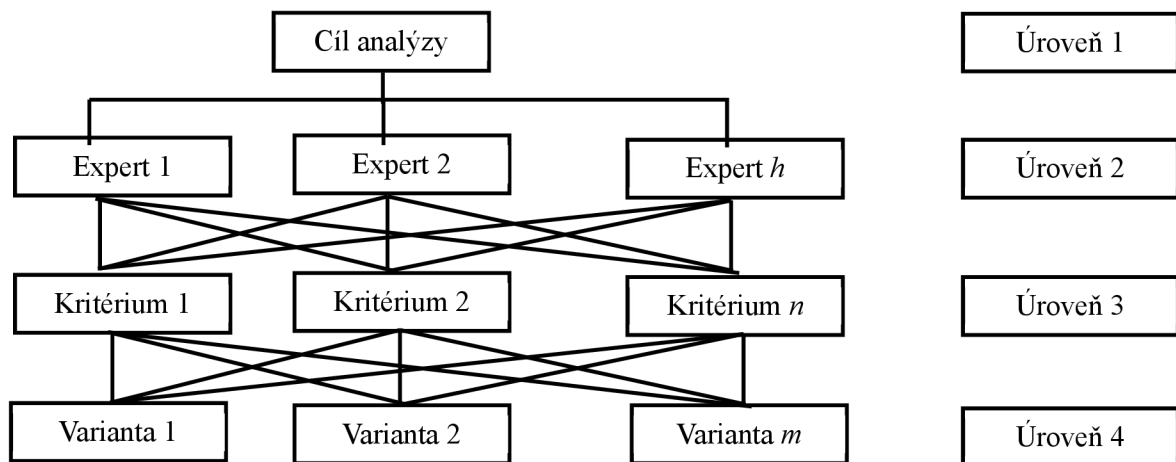 Cíl analýzy
Úroveň 1
Expert 1
Expert 2
Expert h
Úroveň 2
Kritérium 1
Kritérium 2
Kritérium n
Úroveň 3
Varianta 1
Varianta 2
Varianta m
Úroveň 4